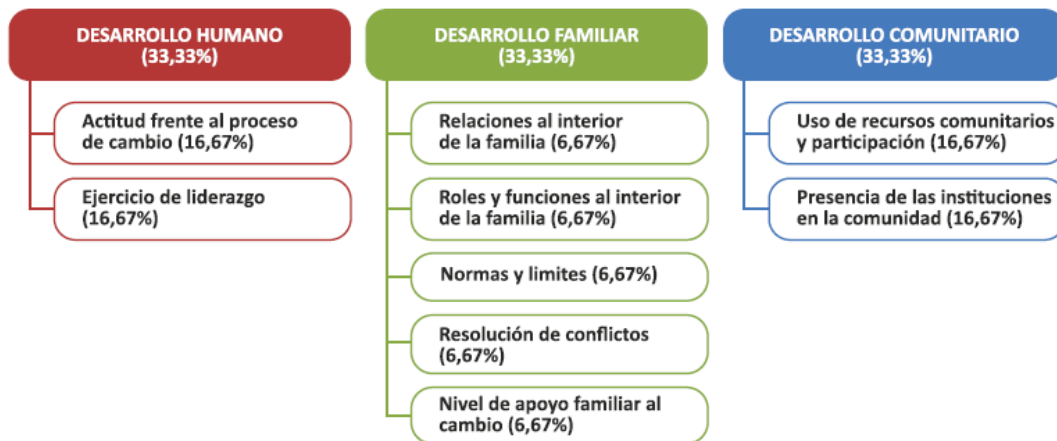 DESARROLLO HUMANO
(33,33%)
Actitud frente al proceso
de cambio (16,67%)
Ejercicio de liderazgo
(16,67%)
DESARROLLO FAMILIAR
(33,33%)
Relaciones al interior
de la familia (6,67%)
Roles y funciones al interior
de la familia (6,67%)
Normas y limites (6,67%)
Resolución de conflictos
(6,67%)
Nivel de apoyo familiar al
cambio (6,67%)
DESARROLLO COMUNITARIO
(33,33%)
Uso de recursos comunitarios
y participación (16,67%)
Presencia de las instituciones
en la comunidad (16,67%)